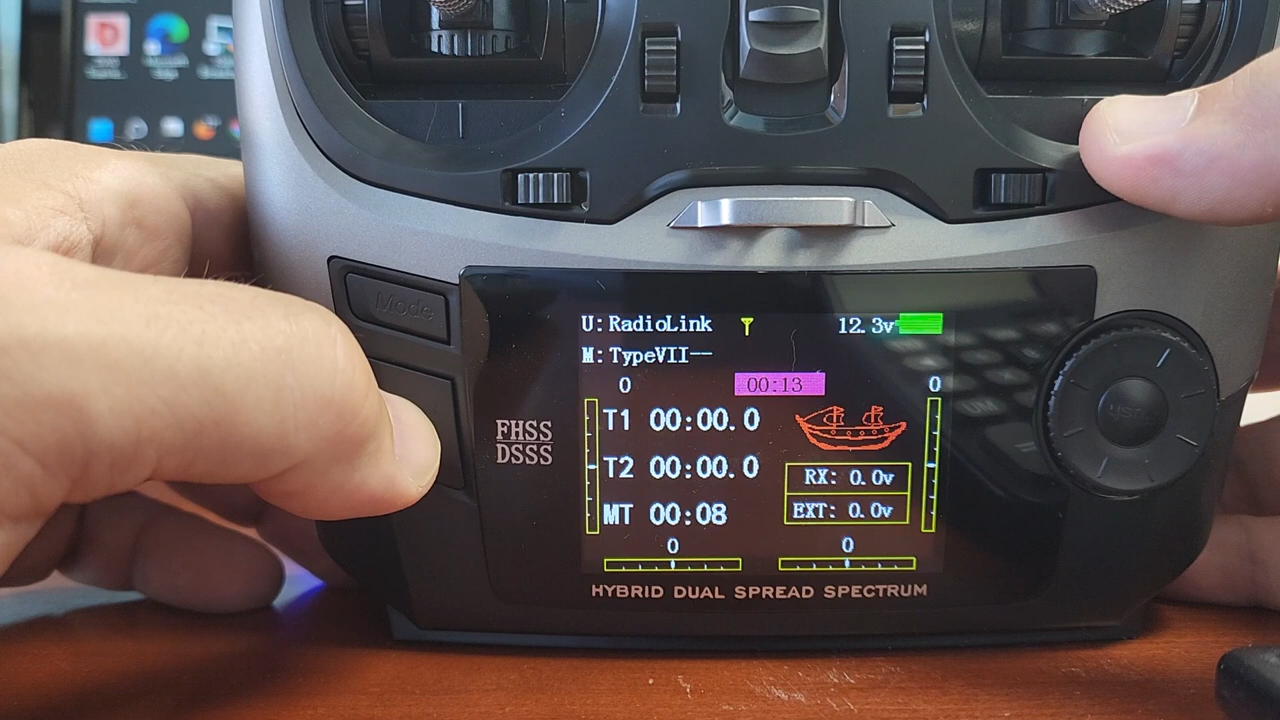 Mode
U:RadioLink
12.3v
M:TypeVII--
0
00:13
0
T1 00:00.0
T2 00:00.0
RX: 0.0v
MT 00:08
EXT: 0.0v
0
0
FHSS
DSSS
HYBRID DUAL SPREAD SPECTRUM